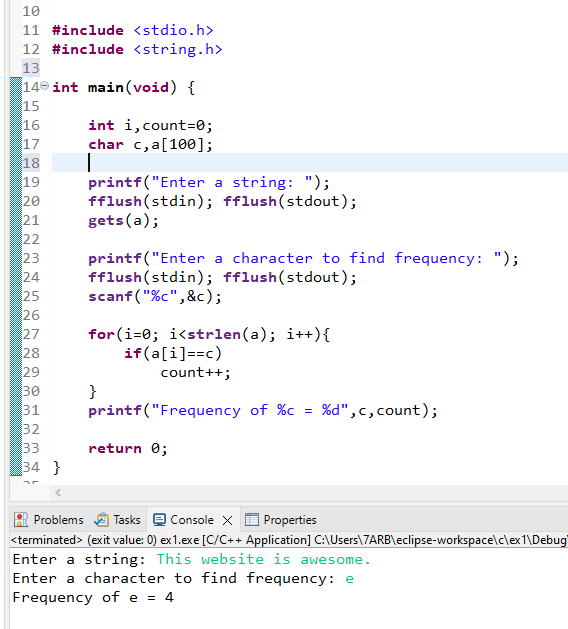 10
11 #include <stdio.h>
12 #include <string.h>
13
14 int main(void) {
15
16     int i,count=0;
17     char c,a[100];
18
19     printf("Enter a string: ");
20     fflush(stdin); fflush(stdout);
21     gets(a);
22
23     printf("Enter a character to find frequency: ");
24     fflush(stdin); fflush(stdout);
25     scanf("%c",&c);
26
27     for(i=0; i<strlen(a); i++){
28         if(a[i]==c)
29             count++;
30     }
31     printf("Frequency of %c = %d",c,count);
32
33     return 0;
34 }
Problems Tasks Console Properties
<terminated> (exit value: 0) ex1.exe [C/C++ Application] C:\Users\7ARB\eclipse-workspace\c\ex1\Debug\
Enter a string: This website is awesome.
Enter a character to find frequency: e
Frequency of e = 4